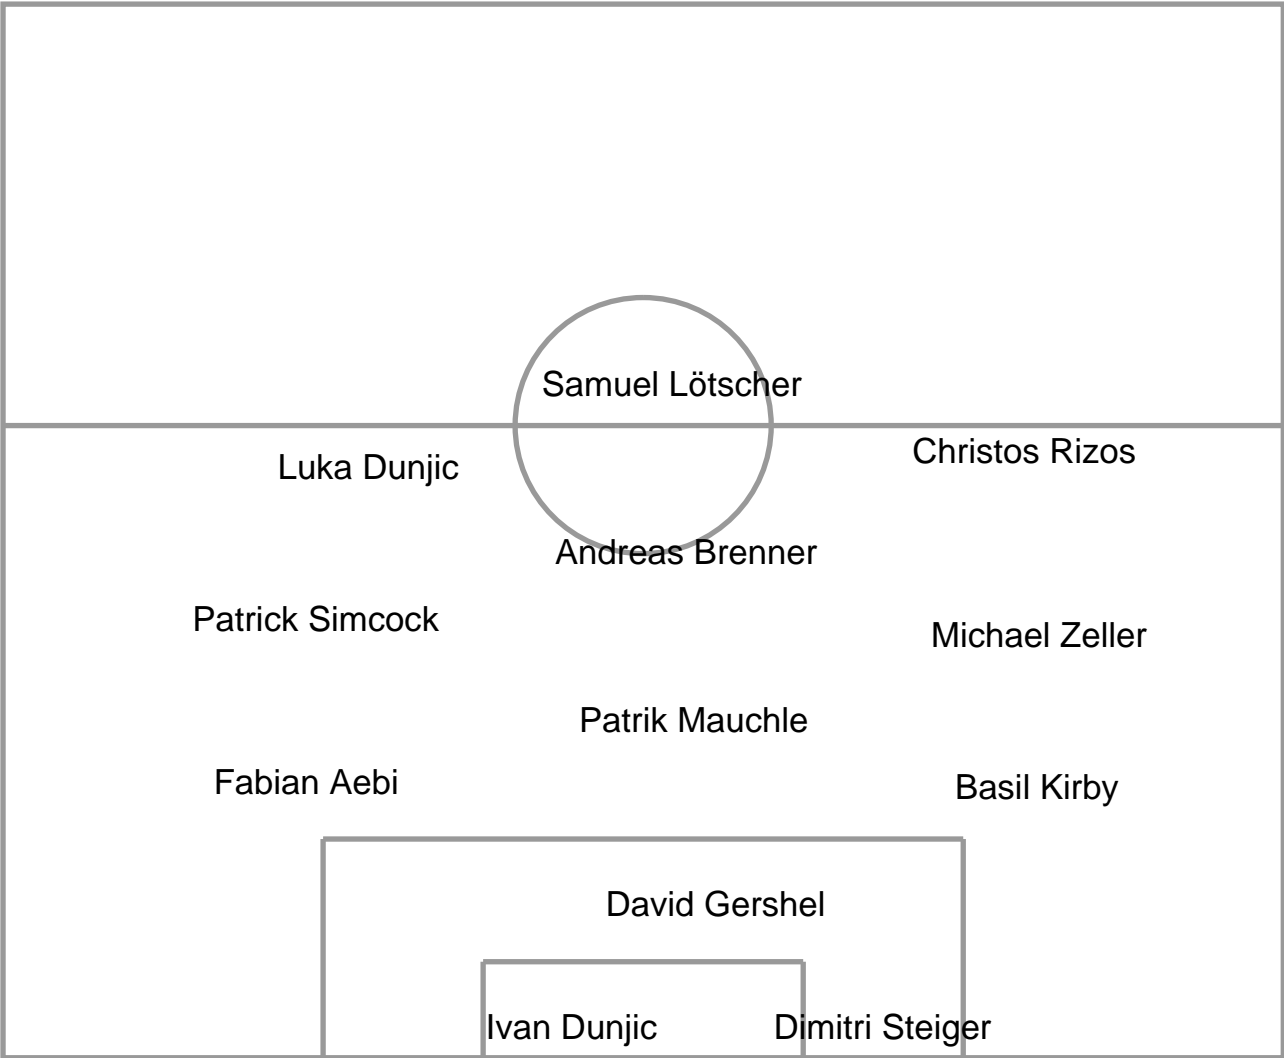 Samuel Lötscher
Christos Rizos
Luka Dunjic
Andreas Brenner
Patrick Simcock
Michael Zeller
Patrik Mauchle
Fabian Aebi
Basil Kirby
David Gershel
Ivan Dunjic
Dimitri Steiger